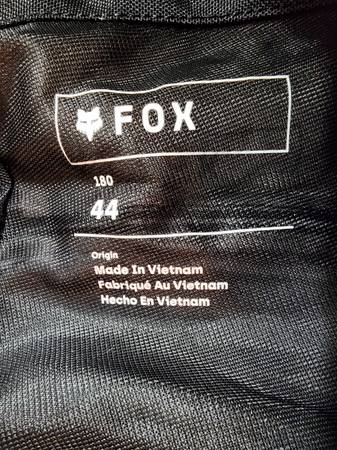 FOX
180
44
Origin
Made In Vietnam
Fabriqué Au Vietnam
Hecho En Vietnam